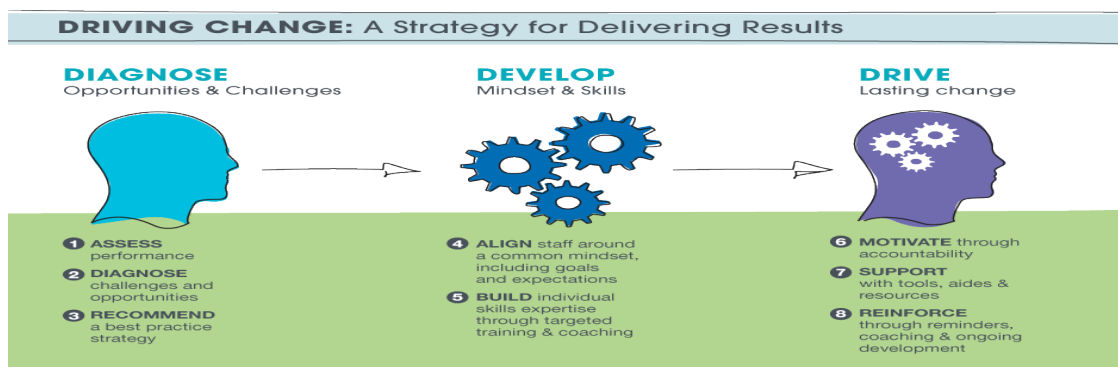 DRIVING CHANGE: A Strategy for Delivering Results
DIAGNOSE
Opportunities & Challenges
1 ASSESS
performance
2 DIAGNOSE
challenges and
opportunities
3 RECOMMEND
a best practice
strategy
DEVELOP
Mindset & Skills
4 ALIGN staff around
a common mindset,
including goals
and expectations
5 BUILD individual
skills expertise
through targeted
training & coaching
DRIVE
Lasting change
6 MOTIVATE through
accountability
7 SUPPORT
with tools, aides &
resources
8 REINFORCE
through reminders,
coaching & ongoing
development